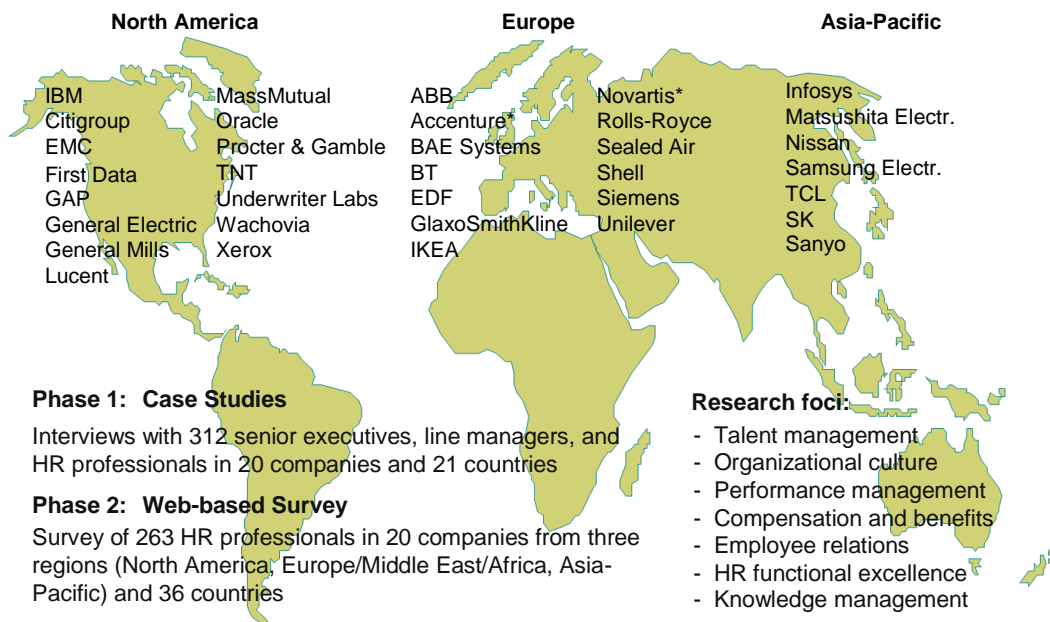 North America
IBM
Citigroup
EMC
First Data
GAP
General Electric
General Mills
Lucent
MassMutual
Oracle
Procter & Gamble
TNT
Underwriter Labs
Wachovia
Xerox
Europe
ABB
Accenture*
BAE Systems
BT
EDF
GlaxoSmithKline
IKEA
Novartis*
Rolls-Royce
Sealed Air
Shell
Siemens
Unilever
Asia-Pacific
Infosys
Matsushita Electr.
Nissan
Samsung Electr.
TCL
SK
Sanyo
Phase 1: Case Studies
Interviews with 312 senior executives, line managers, and
HR professionals in 20 companies and 21 countries
Phase 2: Web-based Survey
Survey of 263 HR professionals in 20 companies from three
regions (North America, Europe/Middle East/Africa, Asia-
Pacific) and 36 countries
Research foci:
- Talent management
- Organizational culture
- Performance management
- Compensation and benefits
- Employee relations
- HR functional excellence
- Knowledge management